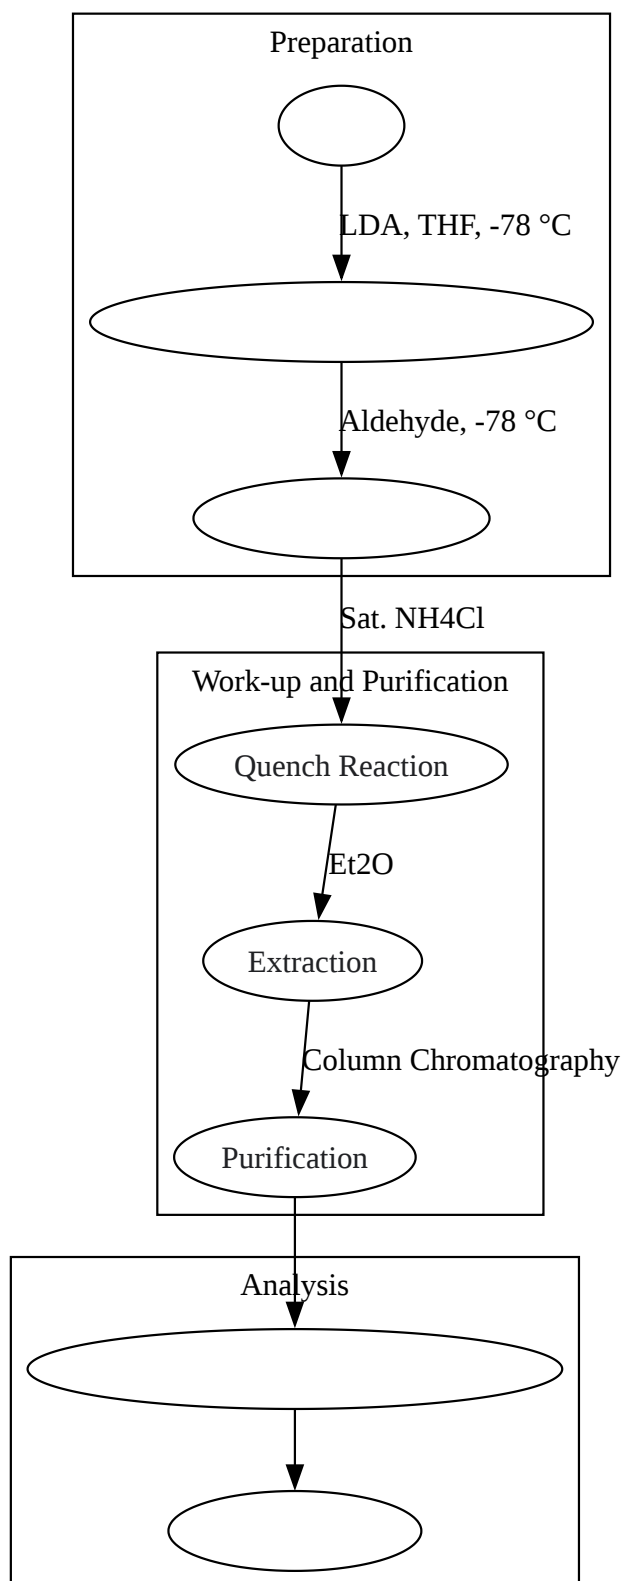 Preparation
LDA, THF, -78 °C
Aldehyde, -78 °C
Sat. NH4Cl
Work-up and Purification
Quench Reaction
Et2O
Extraction
Column Chromatography
Purification
Analysis